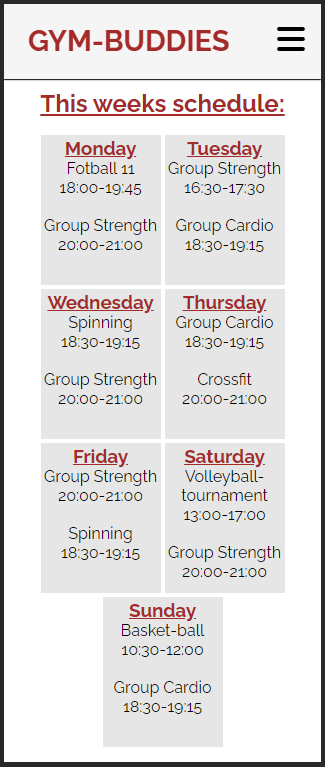 GYM-BUDDIES
This weeks schedule:
Monday
Fotball 11
18:00-19:45
Group Strength
20:00-21:00
Tuesday
Group Strength
16:30-17:30
Group Cardio
18:30-19:15
Wednesday
Spinning
18:30-19:15
Group Strength
20:00-21:00
Thursday
Group Cardio
18:30-19:15
Crossfit
20:00-21:00
Friday
Group Strength
20:00-21:00
Spinning
18:30-19:15
Saturday
Volleyball-
tournament
13:00-17:00
Group Strength
20:00-21:00
Sunday
Basket-ball
10:30-12:00
Group Cardio
18:30-19:15